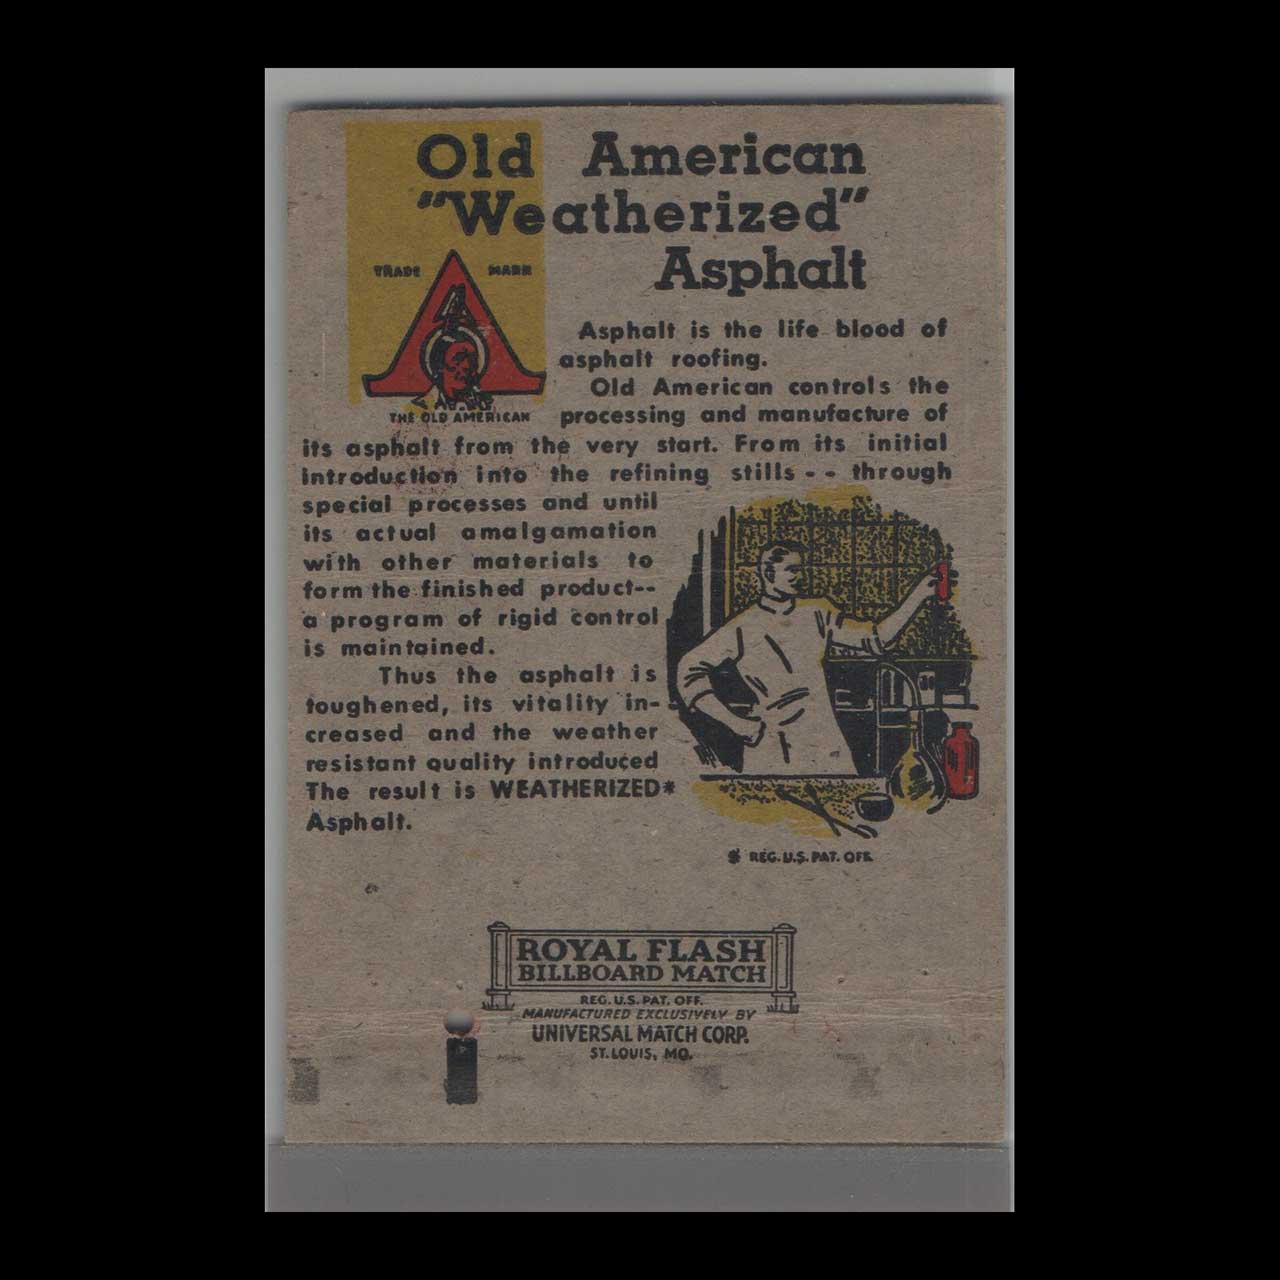 Old American
"Weatherized"
Asphalt
TRADE MARK
THE OLD AMERICAN
Asphalt is the life blood of
asphalt roofing.
Old American controls the
processing and manufacture of
its asphalt from the very start. From its initial
introduction into the refining stills -- through
special processes and until
its actual amalgamation
with other materials to
form the finished product--
a program of rigid control
is maintained.
Thus the asphalt is
toughened, its vitality in-
creased and the weather
resistant quality introduced
The result is WEATHERIZED*
Asphalt.
* REG. U.S. PAT. OFF.
ROYAL FLASH
BILLBOARD MATCH
REG. U.S. PAT. OFF.
MANUFACTURED EXCLUSIVELY BY
UNIVERSAL MATCH CORP.
ST. LOUIS, MO.